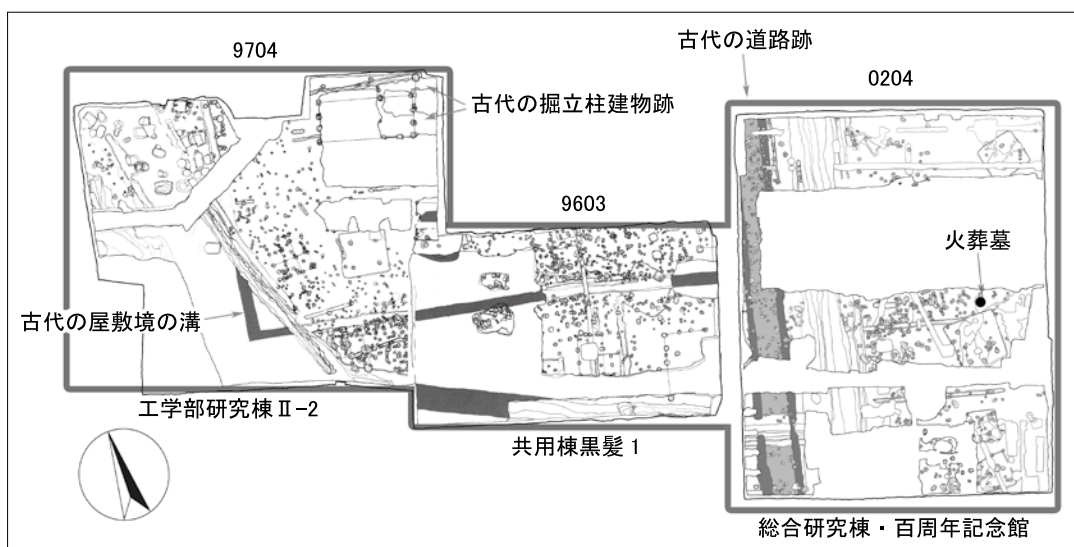 古代の道路跡
9704
0204
古代の掘立柱建物跡
9603
火葬墓
古代の屋敷境の溝
工学部研究棟Ⅱ-2
共用棟黒髪1
総合研究棟・百周年記念館